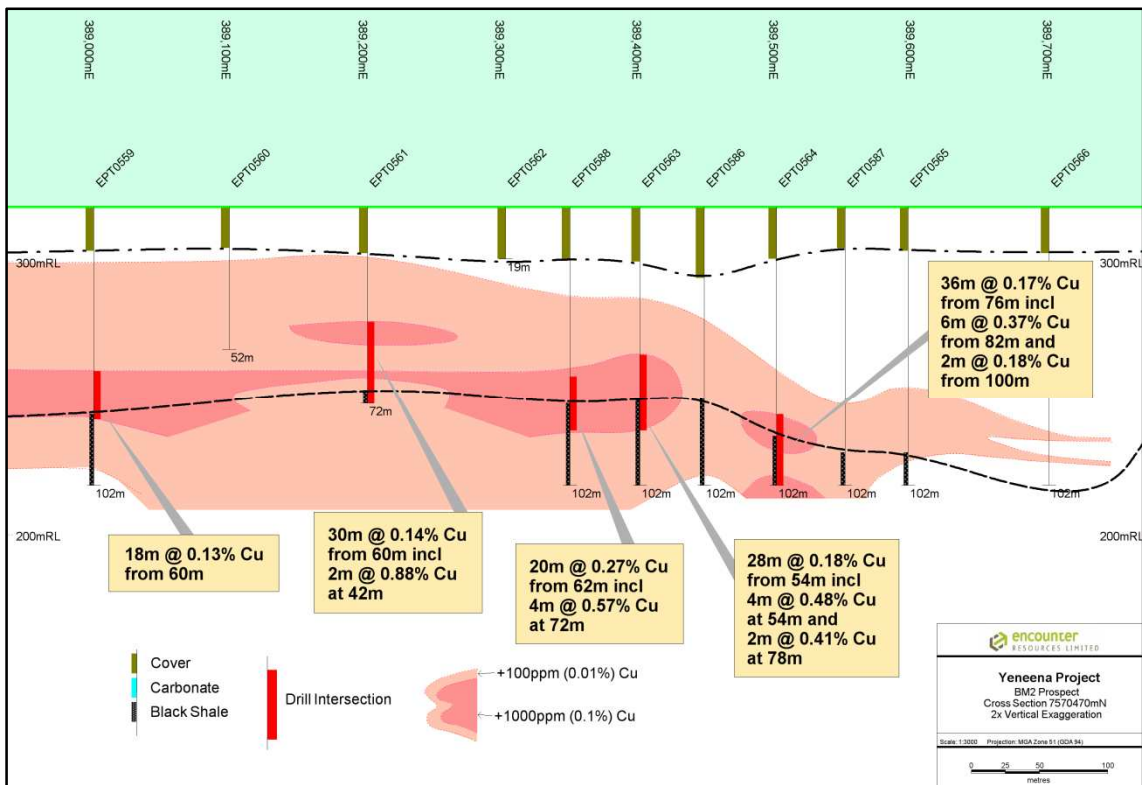 389,000mE
389,100mE
389,200mE
389,300mE
389,400mE
389,500mE
389,600mE
389,700mE
EPT0559
EPT0560
EPT0561
EPT0562
EPT0588
EPT0563
EPT0586
EPT0564
EPT0587
EPT0565
EPT0566
300mRL
300mRL
19m
52m
72m
102m
102m
102m
102m
102m
102m
102m
102m
200mRL
200mRL
36m @ 0.17% Cu
from 76m incl
6m @ 0.37% Cu
from 82m and
2m @ 0.18% Cu
from 100m
18m @ 0.13% Cu
from 60m
30m @ 0.14% Cu
from 60m incl
2m @ 0.88% Cu
at 42m
20m @ 0.27% Cu
from 62m incl
4m @ 0.57% Cu
at 72m
28m @ 0.18% Cu
from 54m incl
4m @ 0.48% Cu
at 54m and
2m @ 0.41% Cu
at 78m
Cover
Carbonate
Black Shale
Drill Intersection
+100ppm (0.01%) Cu
+1000ppm (0.1%) Cu
encounter
RESOURCES LIMITED
Yeneena Project
BM2 Prospect
Cross Section 7570470mN
2x Vertical Exaggeration
Scale: 1:3000 Projection: MGA Zone 51 (GDA 94)
0 25 50 100
metres